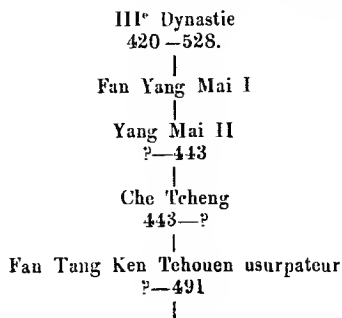 IIIᵉ Dynastie
420—528.
Fan Yang Mai I
Yang Mai II
?—443
Che Tcheng
443—?
Fan Tang Ken Tchouen usurpateur
?—491